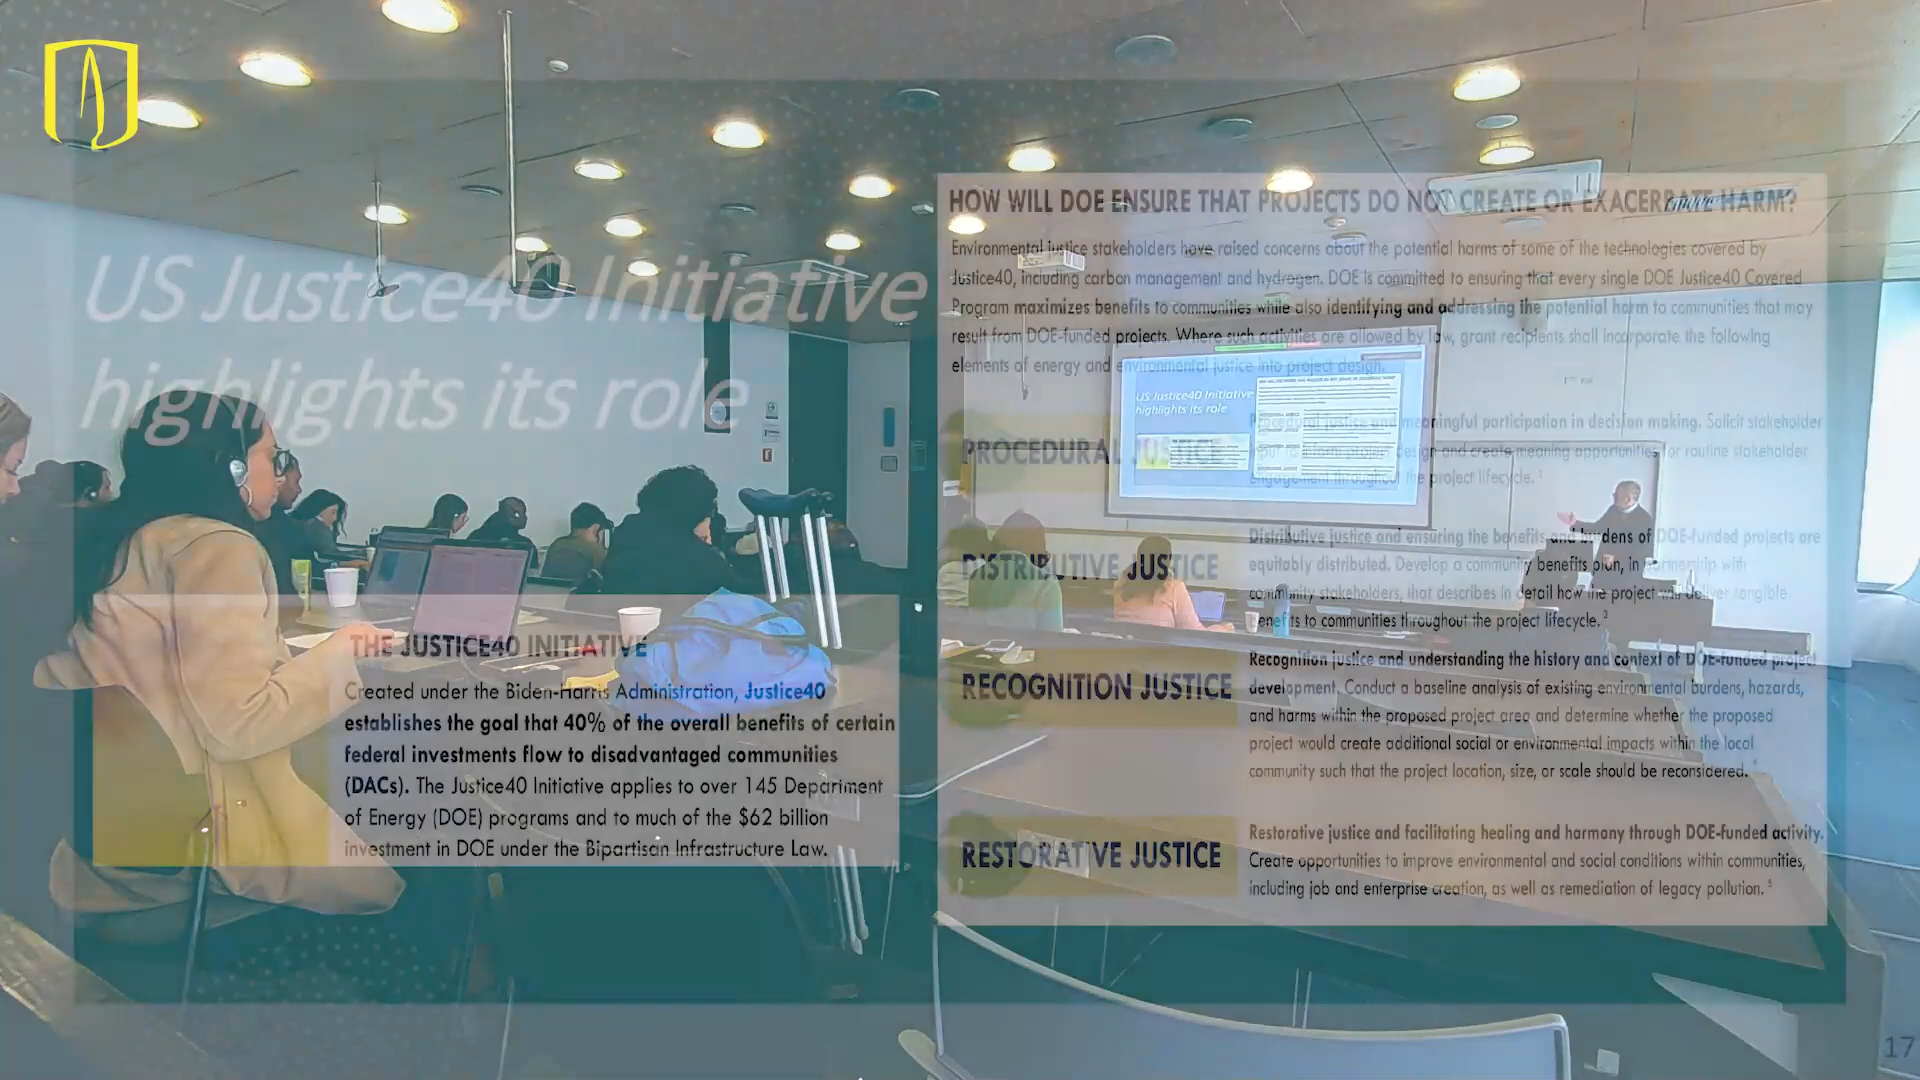 US Justice40 Initiative
highlights its role
THE JUSTICE40 INITIATIVE
Created under the Biden-Harris Administration, Justice40
establishes the goal that 40% of the overall benefits of certain
federal investments flow to disadvantaged communities
(DACs). The Justice40 Initiative applies to over 145 Department
of Energy (DOE) programs and to much of the $62 billion
investment in DOE under the Bipartisan Infrastructure Law.
HOW WILL DOE ENSURE THAT PROJECTS DO NOT CREATE OR EXACERBATE HARM?
Environmental justice stakeholders have raised concerns about the potential harms of some of the technologies covered by
Justice40, including carbon management and hydrogen. DOE is committed to ensuring that every single DOE Justice40 Covered
Program maximizes benefits to communities while also identifying and addressing the potential harm to communities that may
result from DOE-funded projects. Where such activities are allowed by law, grant recipients shall incorporate the following
elements of energy and environmental justice into project design.
PROCEDURAL JUSTICE
Procedural justice and meaningful participation in decision making. Solicit stakeholder
input to inform project design and create meaning opportunities for routine stakeholder
engagement throughout the project lifecycle. 2
DISTRIBUTIVE JUSTICE
Distributive justice and ensuring the benefits and burdens of DOE-funded projects are
equitably distributed. Develop a community benefits plan, in partnership with
community stakeholders, that describes in detail how the project will deliver tangible
benefits to communities throughout the project lifecycle. 3
RECOGNITION JUSTICE
Recognition justice and understanding the history and context of DOE-funded project
development. Conduct a baseline analysis of existing environmental burdens, hazards,
and harms within the proposed project area and determine whether the proposed
project would create additional social or environmental impacts within the local
community such that the project location, size, or scale should be reconsidered.
RESTORATIVE JUSTICE
Restorative justice and facilitating healing and harmony through DOE-funded activity.
Create opportunities to improve environmental and social conditions within communities,
including job and enterprise creation, as well as remediation of legacy pollution.
US Justice40 Initiative
highlights its role
17